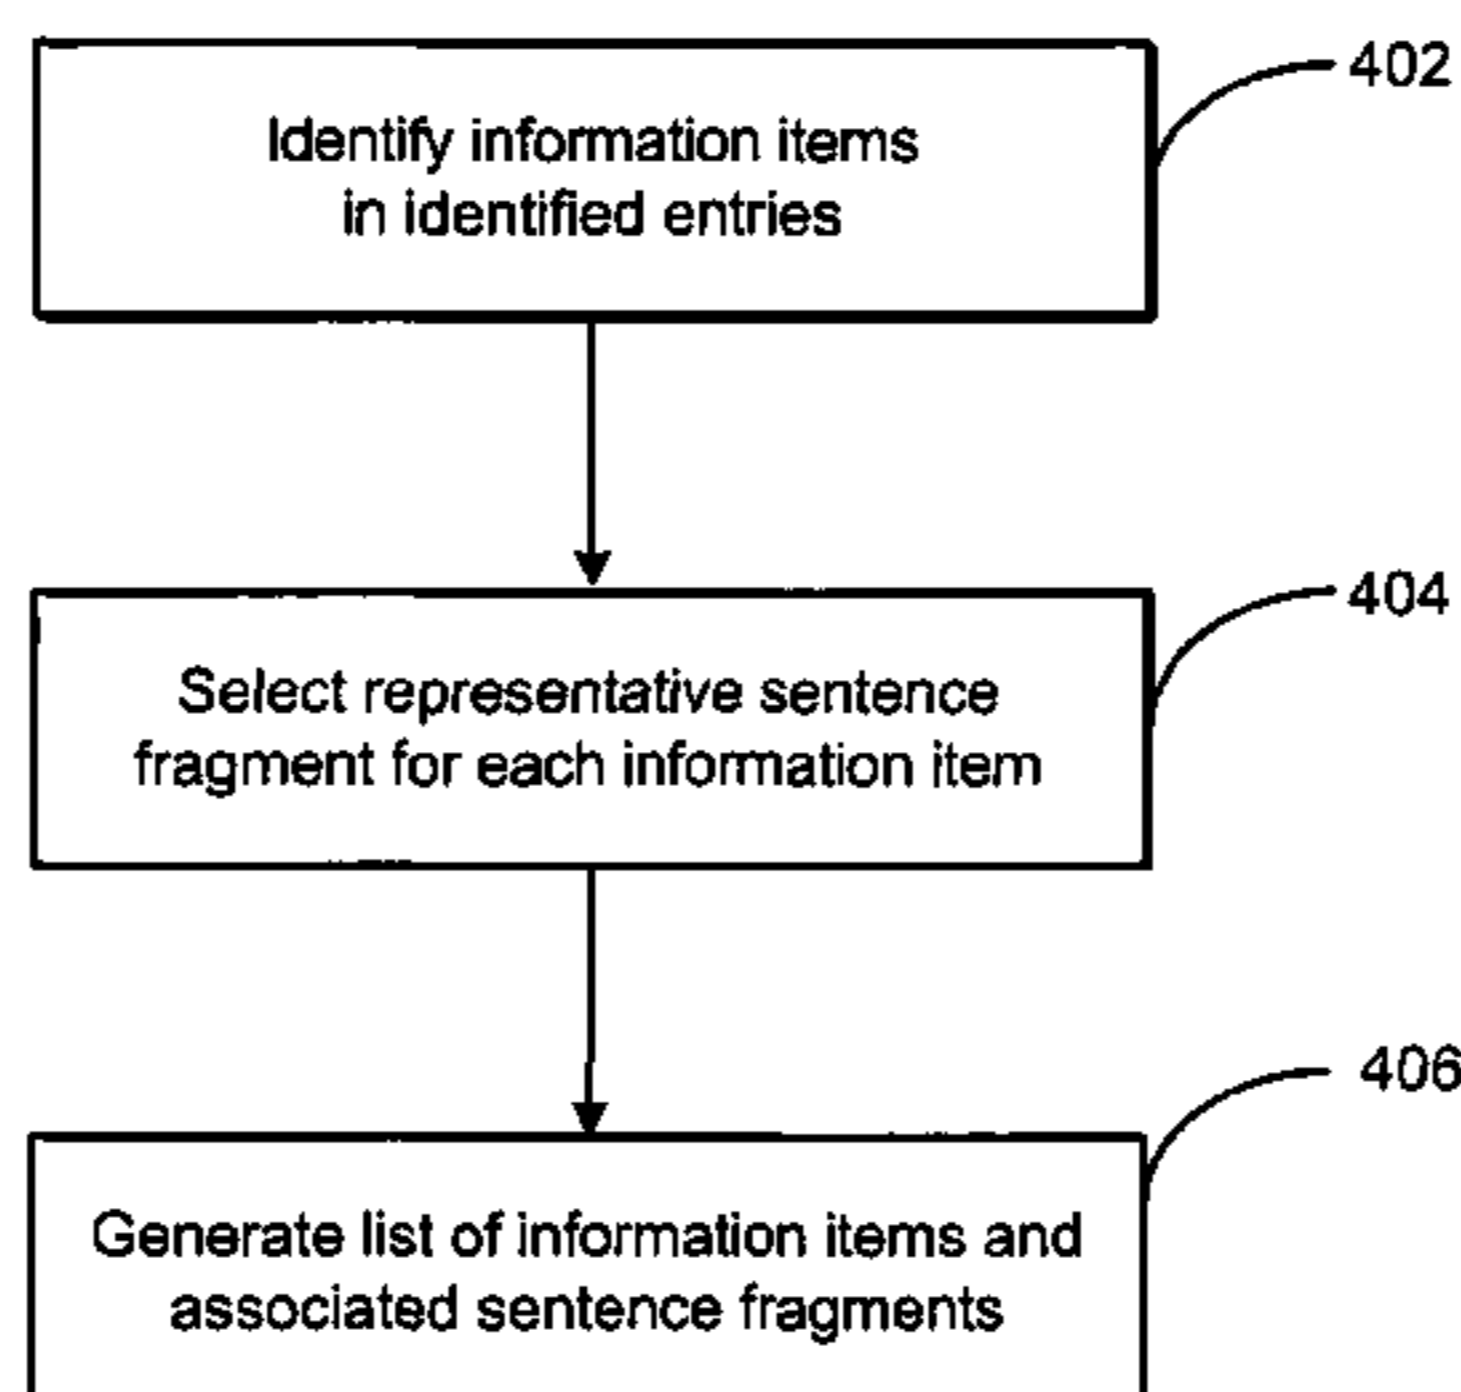 402
Identify information items
in identified entries
404
Select representative sentence
fragment for each information item
406
Generate list of information items and
associated sentence fragments